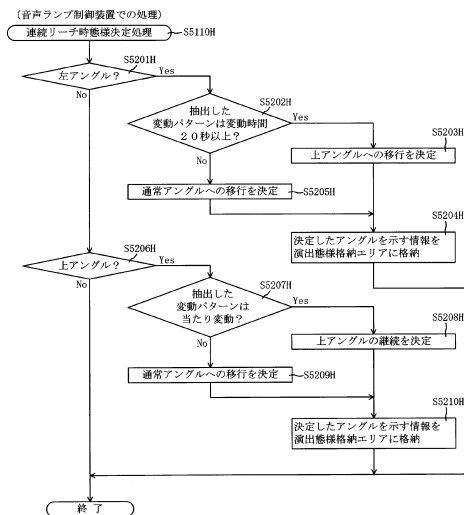 (音声ランプ制御装置での処理)
連続リーチ時態様決定処理
S5110H
S5201H
左アングル?
Yes
No
S5202H
抽出した
変動パターンは変動時間
20秒以上?
Yes
No
S5203H
上アングルへの移行を決定
通常アングルへの移行を決定
S5205H
S5204H
決定したアングルを示す情報を
演出態様格納エリアに格納
S5206H
上アングル?
Yes
No
S5207H
抽出した
変動パターンは
当たり変動?
Yes
No
S5208H
上アングルの継続を決定
通常アングルへの移行を決定
S5209H
S5210H
決定したアングルを示す情報を
演出態様格納エリアに格納
終了